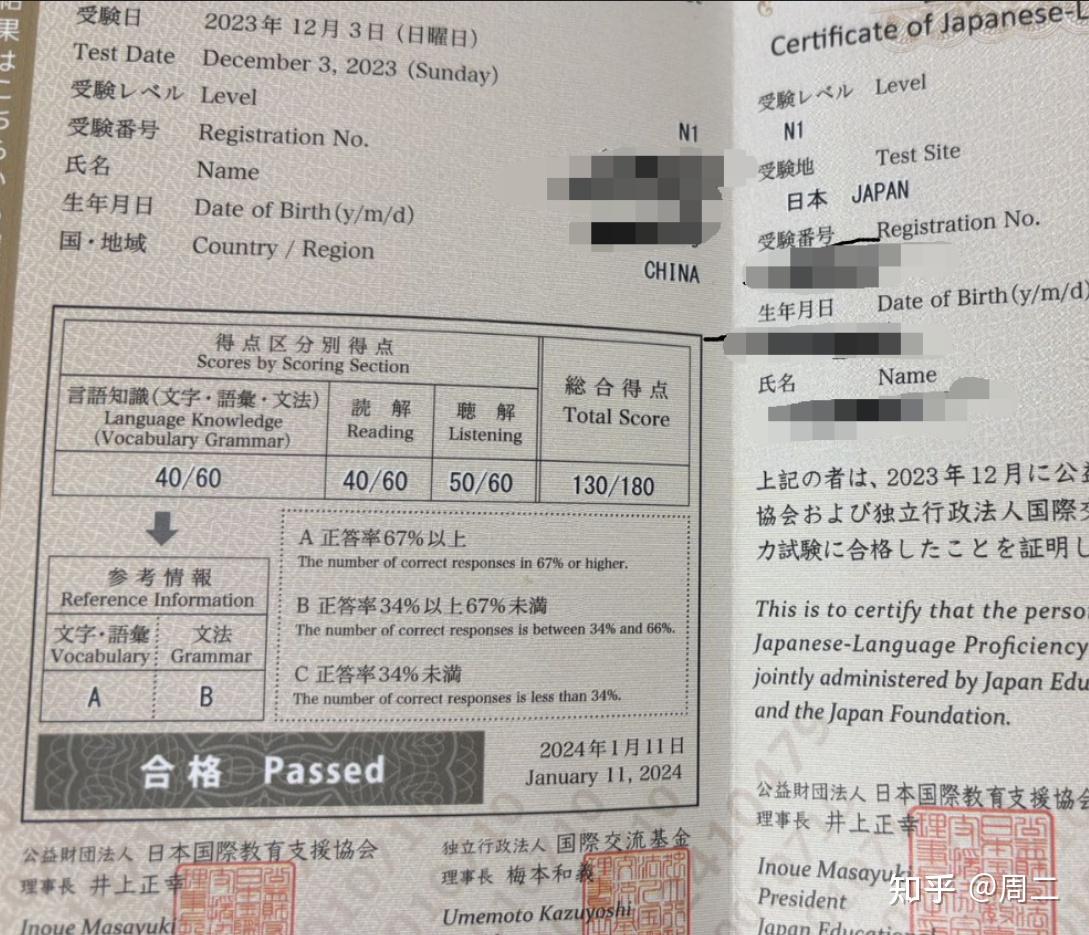 結果はこちらか
受験日 2023年12月3日(日曜日)
Test Date December 3, 2023 (Sunday)
受験レベル Level
N1
受験番号 Registration No.
氏名 Name
生年月日 Date of Birth(y/m/d)
国・地域 Country / Region
CHINA
得点区分別得点
Scores by Scoring Section
総合得点
Total Score
言語知識(文字・語彙・文法)
Language Knowledge
(Vocabulary Grammar)
読解
Reading
聴解
Listening
40/60 40/60 50/60 130/180
参考情報
Reference Information
文字・語彙 文法
Vocabulary Grammar
A B
A 正答率67%以上
The number of correct responses in 67% or higher.
B 正答率34%以上67%未満
The number of correct responses is between 34% and 66%.
C 正答率34%未満
The number of correct responses is less than 34%.
合格 Passed
2024年1月11日
January 11, 2024
公益財団法人 日本国際教育支援協会
理事長 井上正幸
Inoue Masayuki
独立行政法人 国際交流基金
理事長 梅本和義
Umemoto Kazuyoshi
Certificate of Japanese-L
受験レベル Level
N1
受験地 Test Site
日本 JAPAN
受験番号 Registration No.
生年月日 Date of Birth(y/m/d)
氏名 Name
上記の者は、2023年12月に公益
協会および独立行政法人国際交
力試験に合格したことを証明し
This is to certify that the perso
Japanese-Language Proficiency
jointly administered by Japan Edu
and the Japan Foundation.
公益財団法人 日本国際教育支援協会
理事長 井上正幸
Inoue Masayuki
President
Japan Education
知乎 @周二